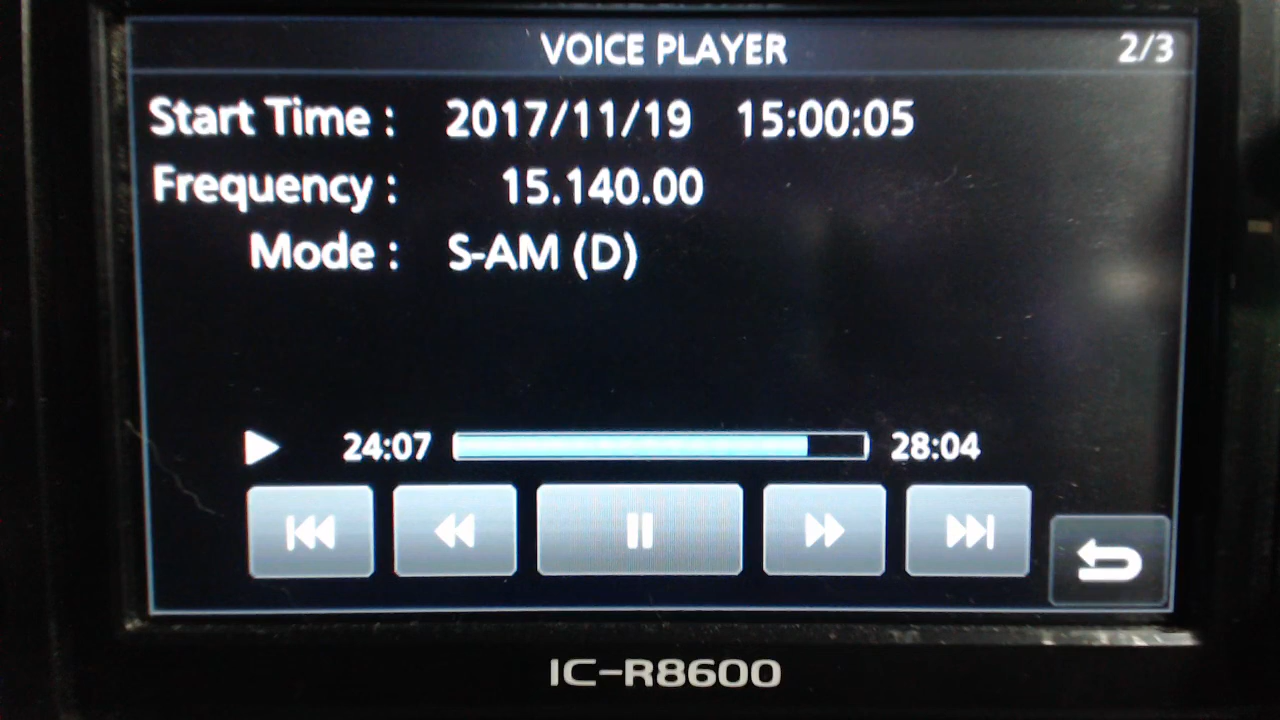 VOICE PLAYER 2/3
Start Time : 2017/11/19 15:00:05
Frequency : 15.140.00
Mode : S-AM (D)
24:07 28:04
IC-R8600